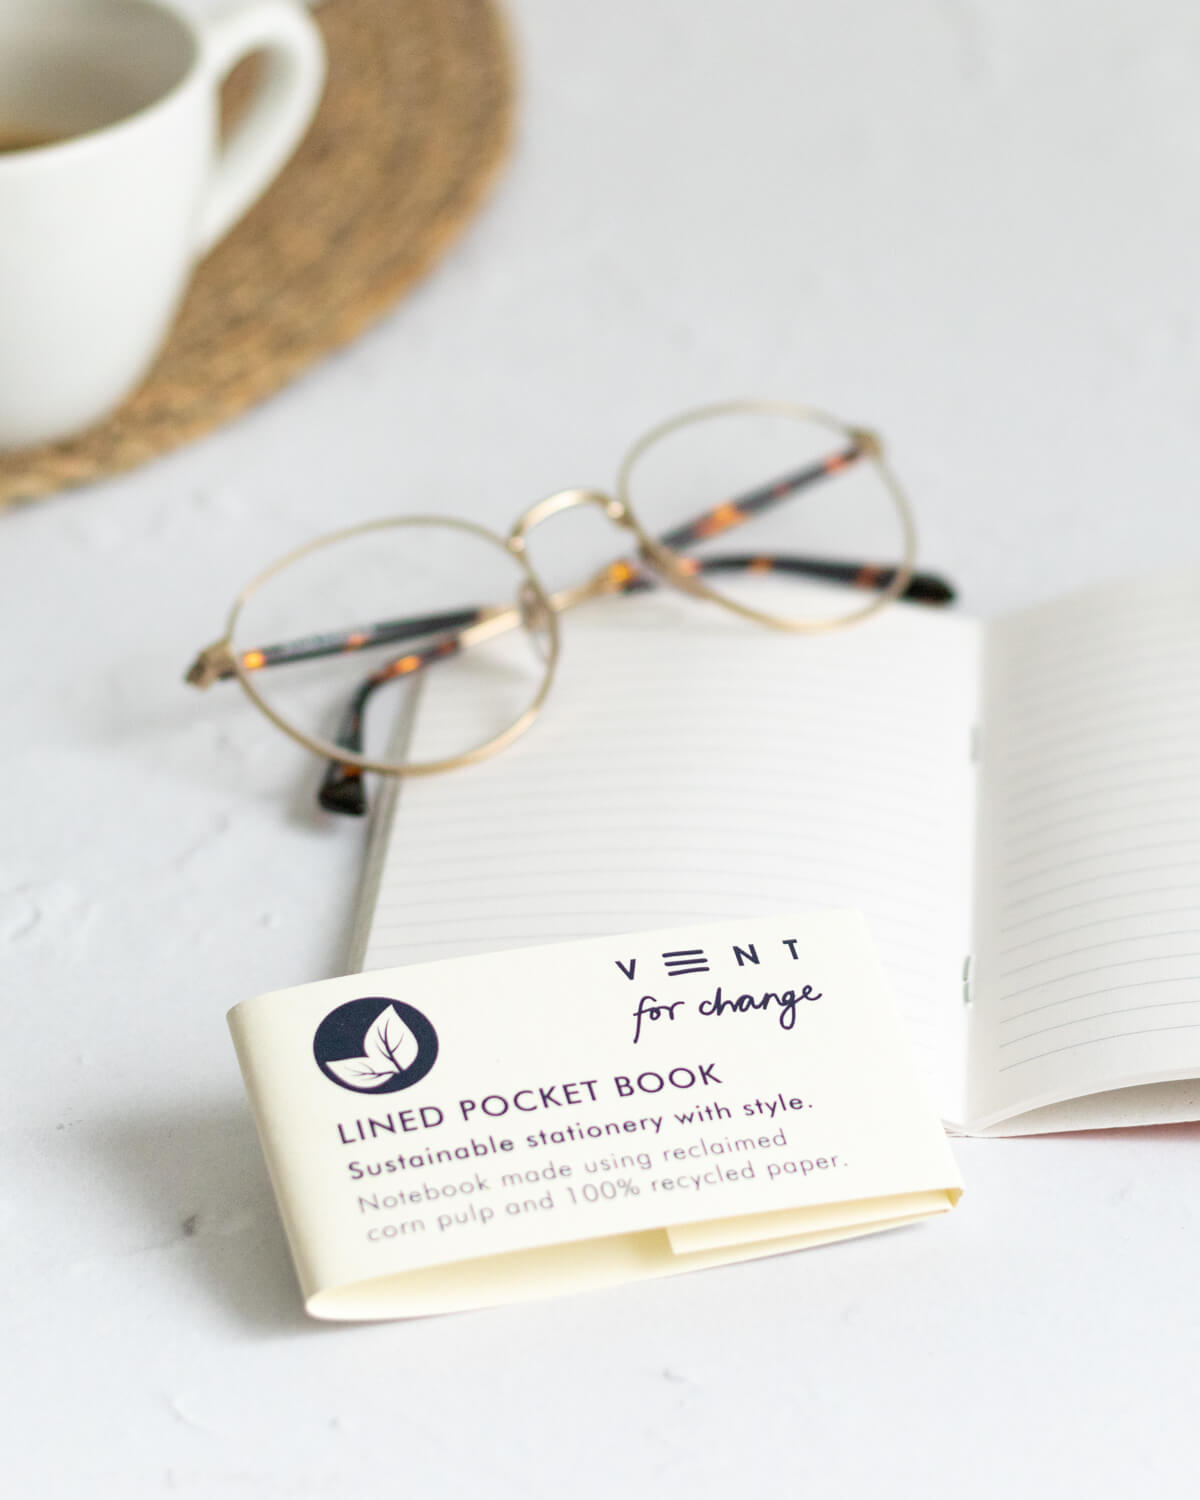 VENT
for change
LINED POCKET BOOK
Sustainable stationery with style.
Notebook made using reclaimed
corn pulp and 100% recycled paper.